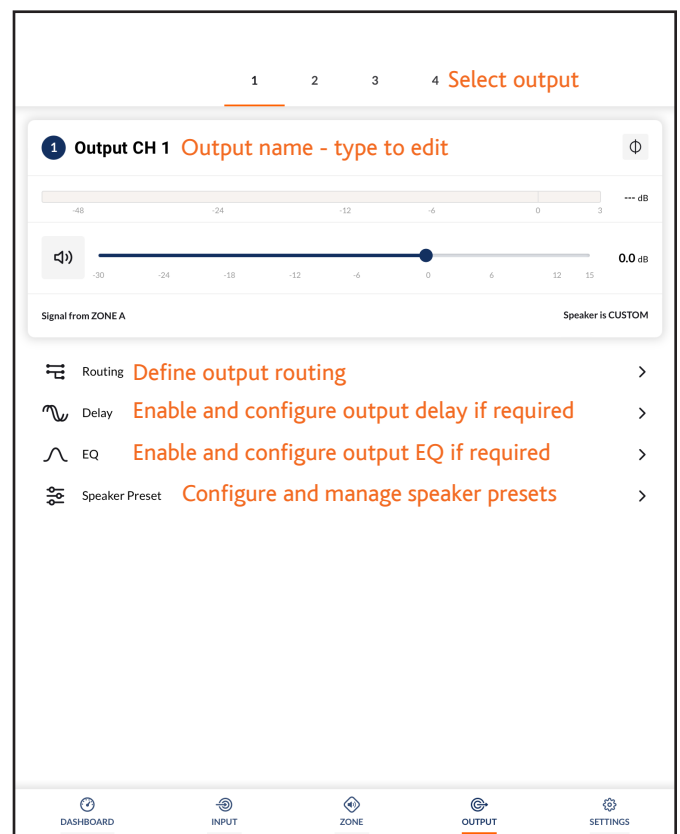 1 2 3 4 Select output
1 Output CH 1 Output name - type to edit
--- dB
-48 -24 -12 -6 0 3
0.0 dB
-30 -24 -18 -12 -6 0 6 12 15
Signal from ZONE A Speaker is CUSTOM
Routing Define output routing
Delay Enable and configure output delay if required
EQ Enable and configure output EQ if required
Speaker Preset Configure and manage speaker presets
DASHBOARD INPUT ZONE OUTPUT SETTINGS